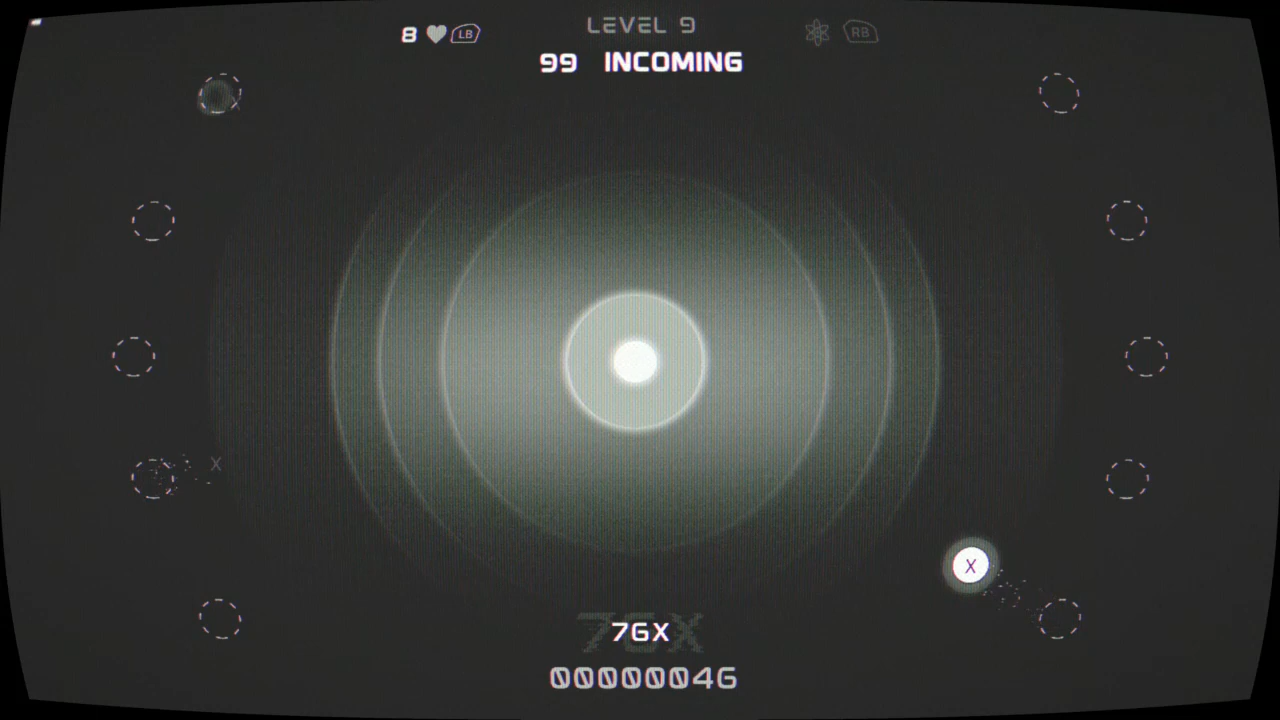 LEVEL 9
8 LB
RB
99 INCOMING
X
X
76X
00000046